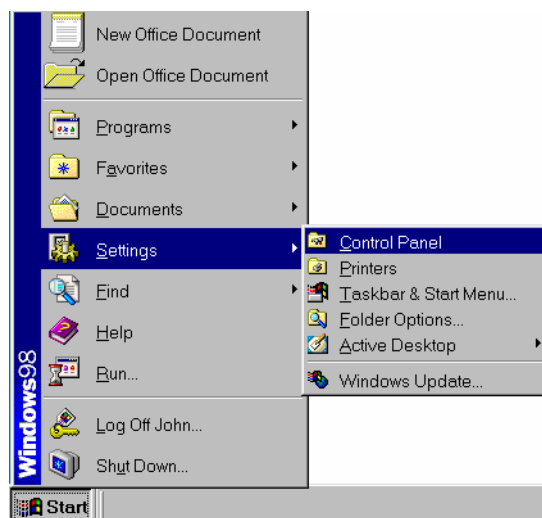 New Office Document
Open Office Document
Programs
Favorites
Documents
Settings
Find
Help
Run...
Log Off John...
Shut Down...
Control Panel
Printers
Taskbar & Start Menu...
Folder Options...
Active Desktop
Windows Update...
Windows98
Start